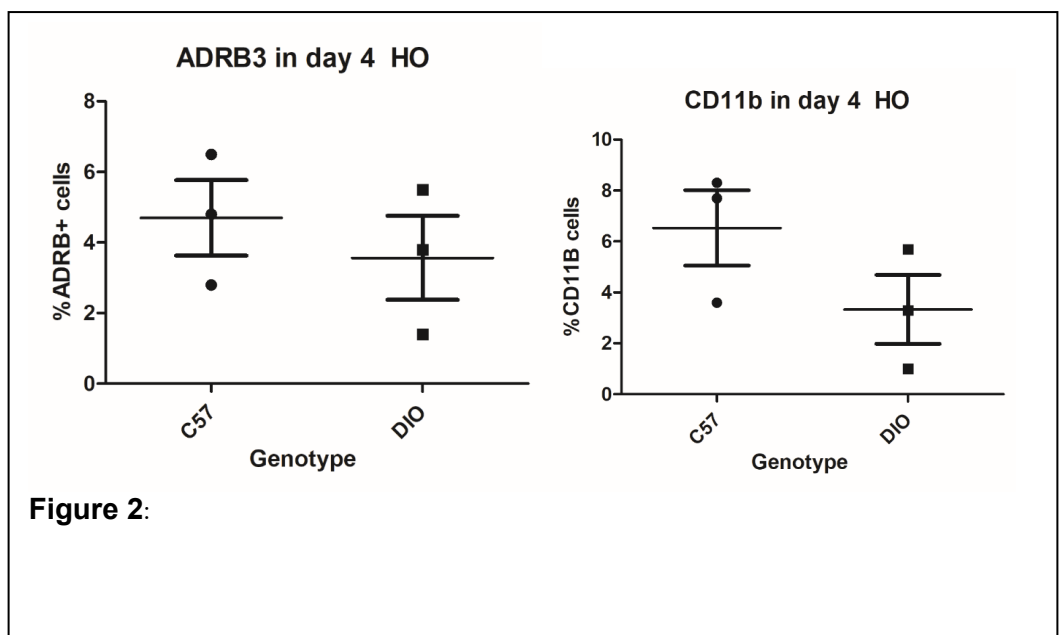 ADRB3 in day 4 HO
8
6
4
2
0
%ADRB+ cells
C57
DIO
Genotype
CD11b in day 4 HO
10
8
6
4
2
0
%CD11B cells
C57
DIO
Genotype
Figure 2: